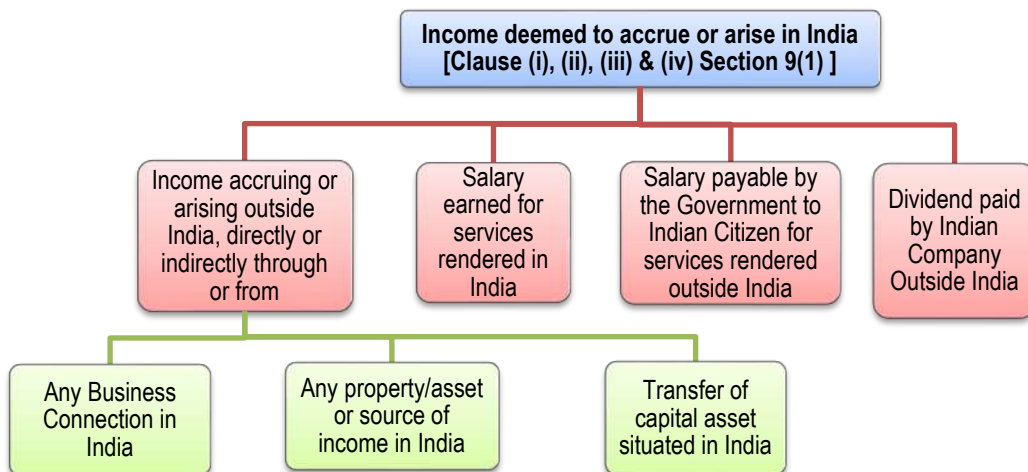 Income deemed to accrue or arise in India
[Clause (i), (ii), (iii) & (iv) Section 9(1) ]
Income accruing or
arising outside
India, directly or
indirectly through
or from
Salary
earned for
services
rendered in
India
Salary payable by
the Government to
Indian Citizen for
services rendered
outside India
Dividend paid
by Indian
Company
Outside India
Any Business
Connection in
India
Any property/asset
or source of
income in India
Transfer of
capital asset
situated in India